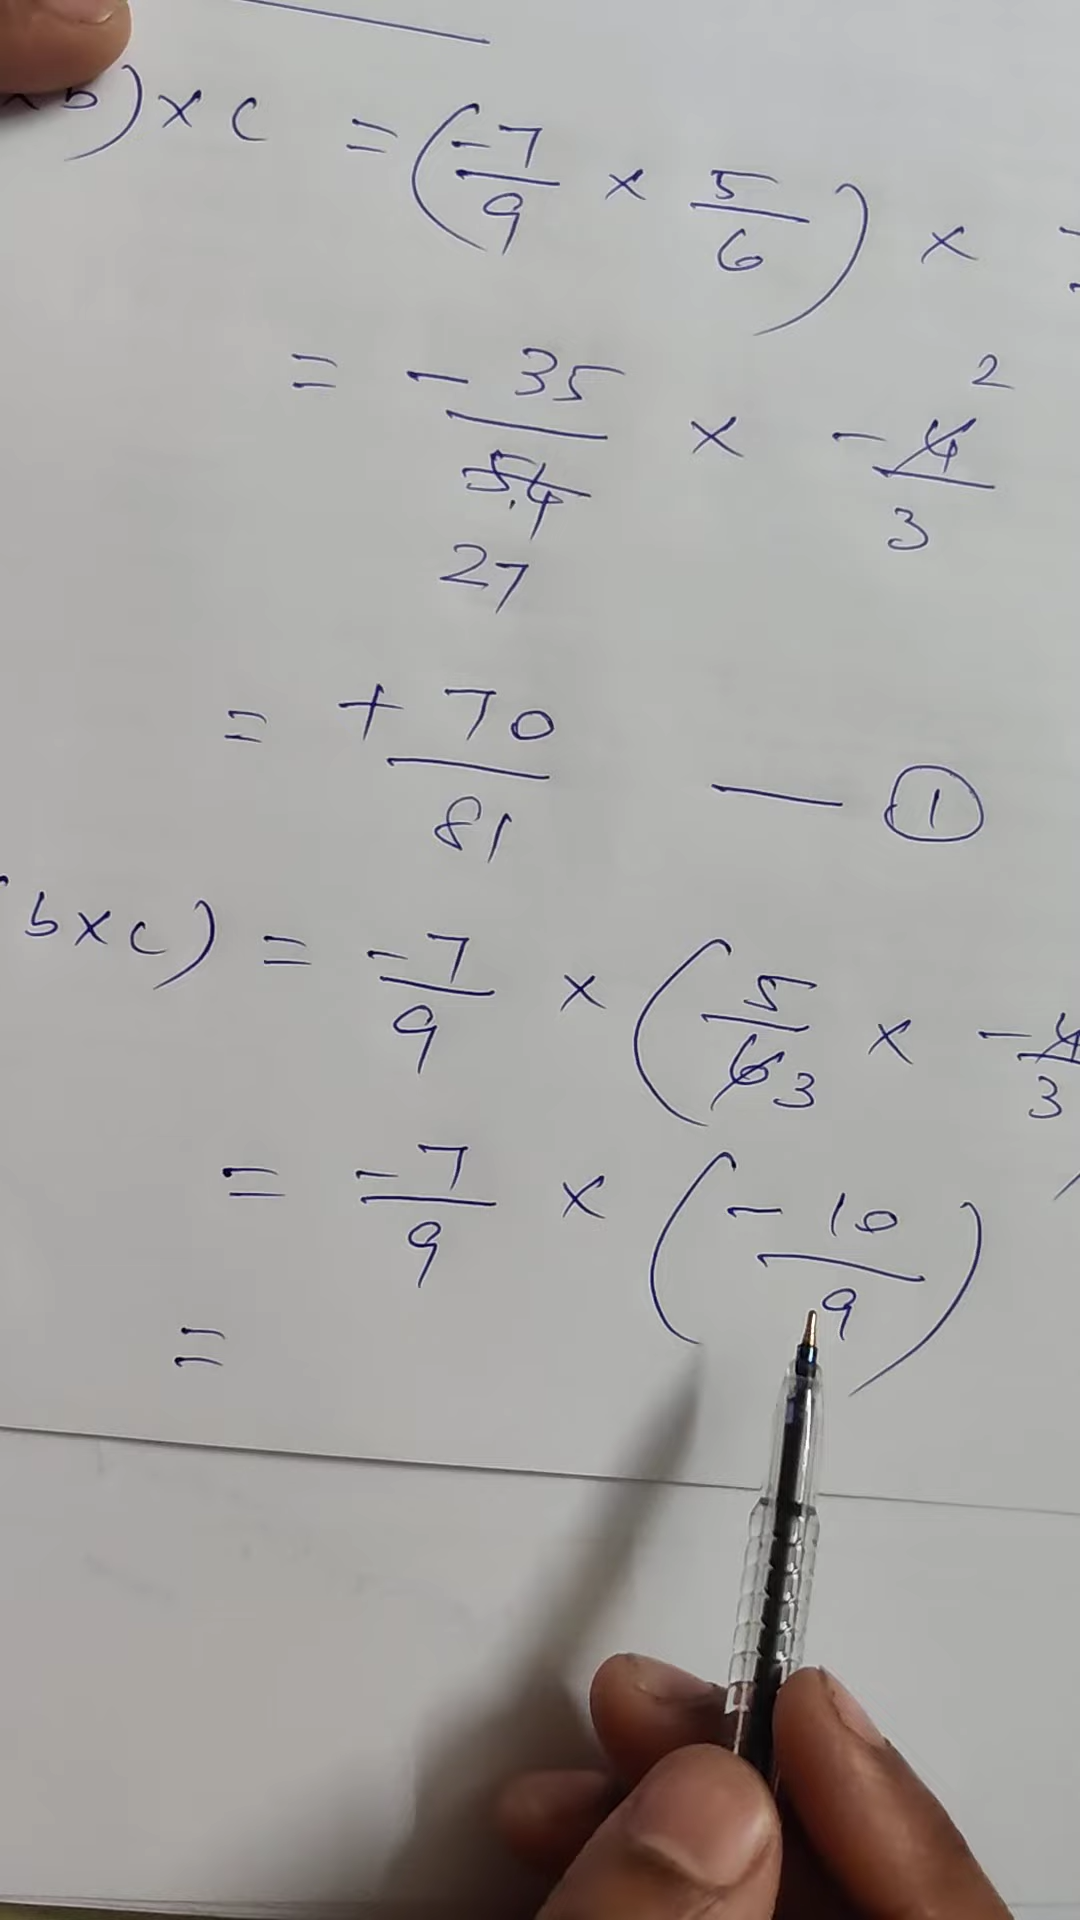 b) × c = (-7/9 × 5/6) ×
= -35/54 × -4/3
2
27
= +70/81 — ①
b×c) = -7/9 × (5/6 3 × -4/3
= -7/9 × (-10/9)
=